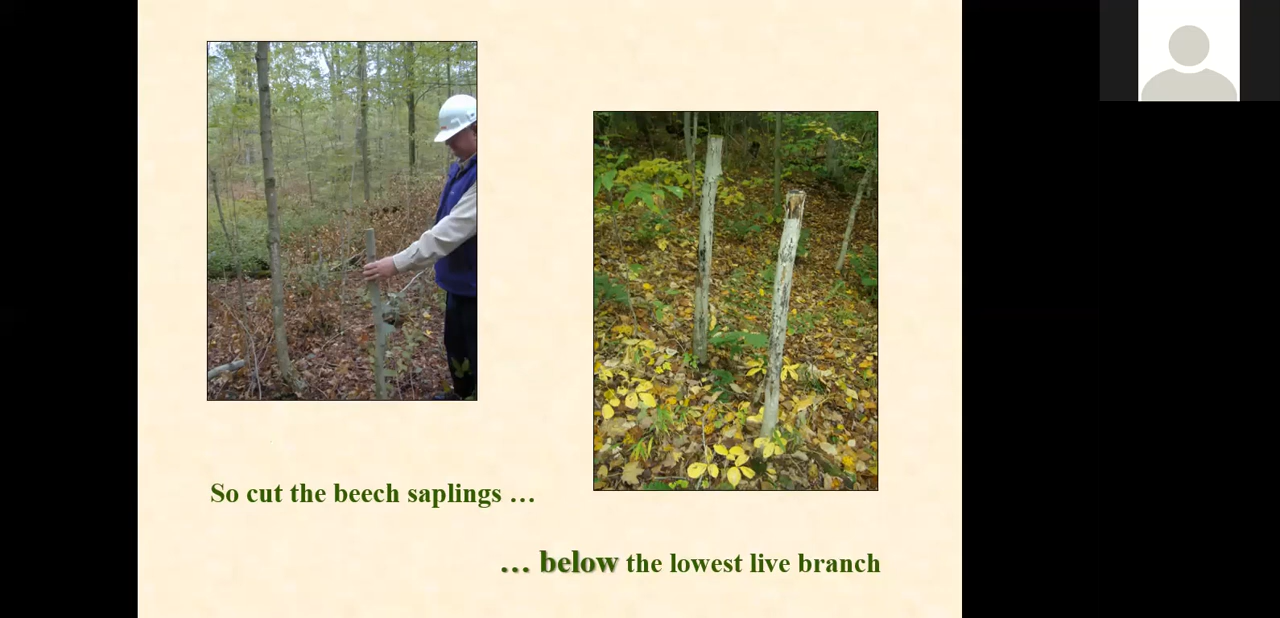 So cut the beech saplings …
… below the lowest live branch